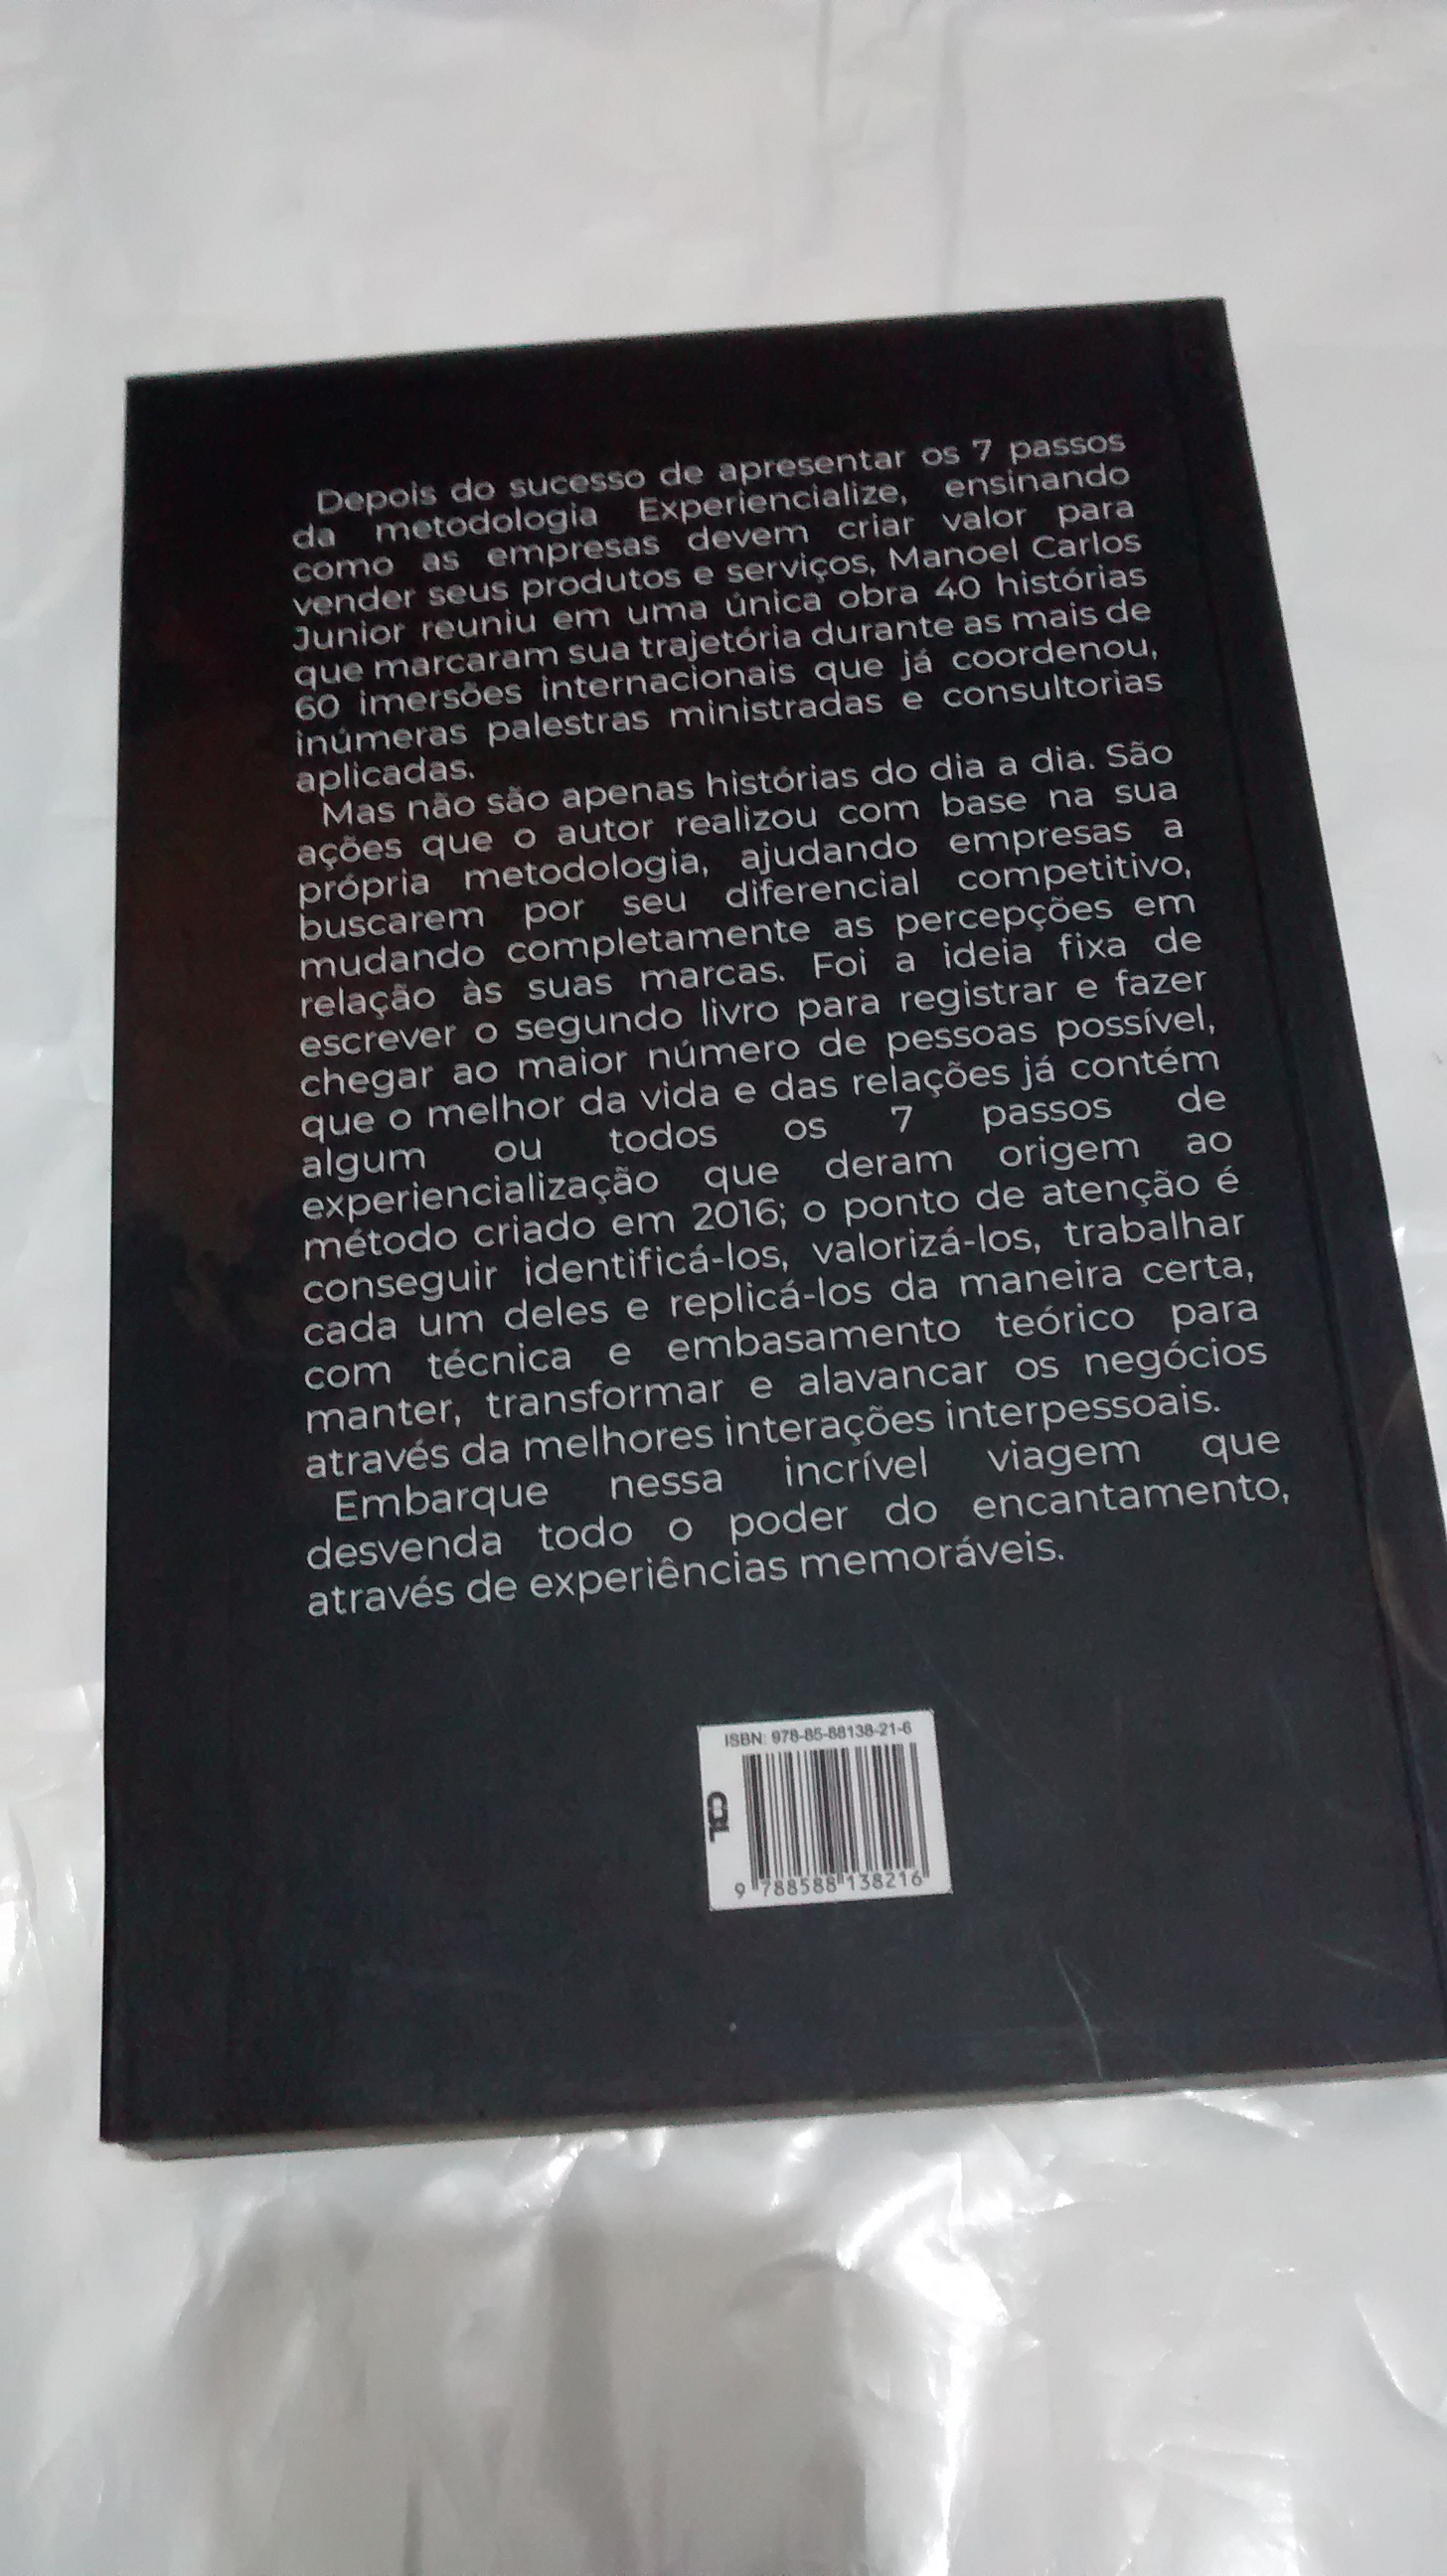 Depois do sucesso de apresentar os 7 passos
da metodologia Experiencialize, ensinando
como as empresas devem criar valor para
vender seus produtos e serviços, Manoel Carlos
Junior reuniu em uma única obra 40 histórias
que marcaram sua trajetória durante as mais de
60 imersões internacionais que já coordenou,
inúmeras palestras ministradas e consultorias
aplicadas.
Mas não são apenas histórias do dia a dia. São
ações que o autor realizou com base na sua
própria metodologia, ajudando empresas a
buscarem por seu diferencial competitivo,
mudando completamente as percepções em
relação às suas marcas. Foi a ideia fixa de
escrever o segundo livro para registrar e fazer
chegar ao maior número de pessoas possível,
que o melhor da vida e das relações já contém
algum ou todos os 7 passos de
experiencialização que deram origem ao
método criado em 2016; o ponto de atenção é
conseguir identificá-los, valorizá-los, trabalhar
cada um deles e replicá-los da maneira certa,
com técnica e embasamento teórico para
manter, transformar e alavancar os negócios
através da melhores interações interpessoais.
Embarque nessa incrível viagem que
desvenda todo o poder do encantamento,
através de experiências memoráveis.
ISBN: 978-85-88138-21-6
CBL
9 788588 138216